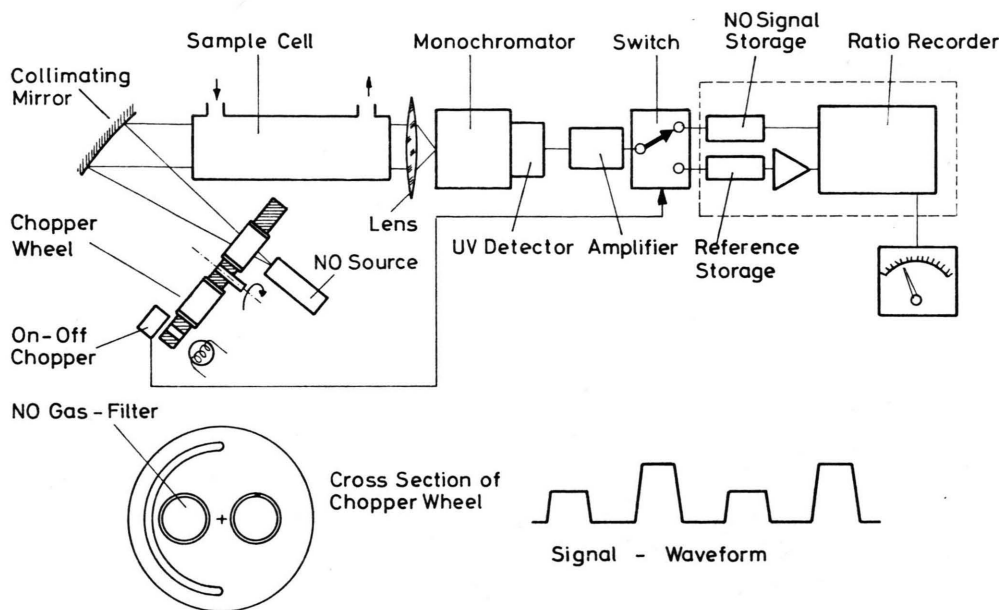 Collimating
Mirror
Sample Cell
Monochromator
Switch
NO Signal
Storage
Ratio Recorder
Lens
UV Detector
Amplifier
Reference
Storage
Chopper
Wheel
NO Source
On-Off
Chopper
NO Gas-Filter
Cross Section of
Chopper Wheel
Signal - Waveform